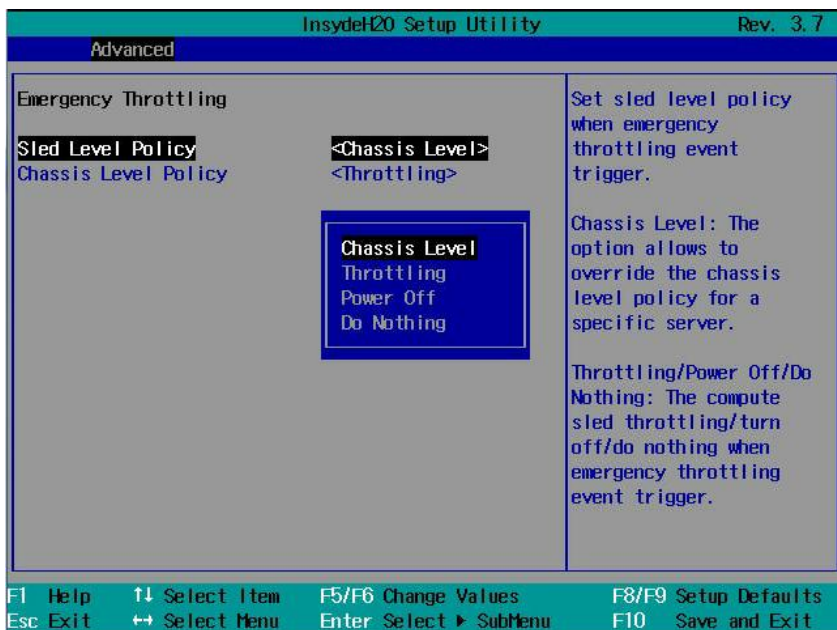 InsydeH2O Setup Utility Rev. 3.7
Advanced
Emergency Throttling
Sled Level Policy <Chassis Level>
Chassis Level Policy <Throttling>
Chassis Level
Throttling
Power Off
Do Nothing
Set sled level policy
when emergency
throttling event
trigger.
Chassis Level: The
option allows to
override the chassis
level policy for a
specific server.
Throttling/Power Off/Do
Nothing: The compute
sled throttling/turn
off/do nothing when
emergency throttling
event trigger.
F1 Help ↑↓ Select Item F5/F6 Change Values F8/F9 Setup Defaults
Esc Exit ↔ Select Menu Enter Select ▶ SubMenu F10 Save and Exit